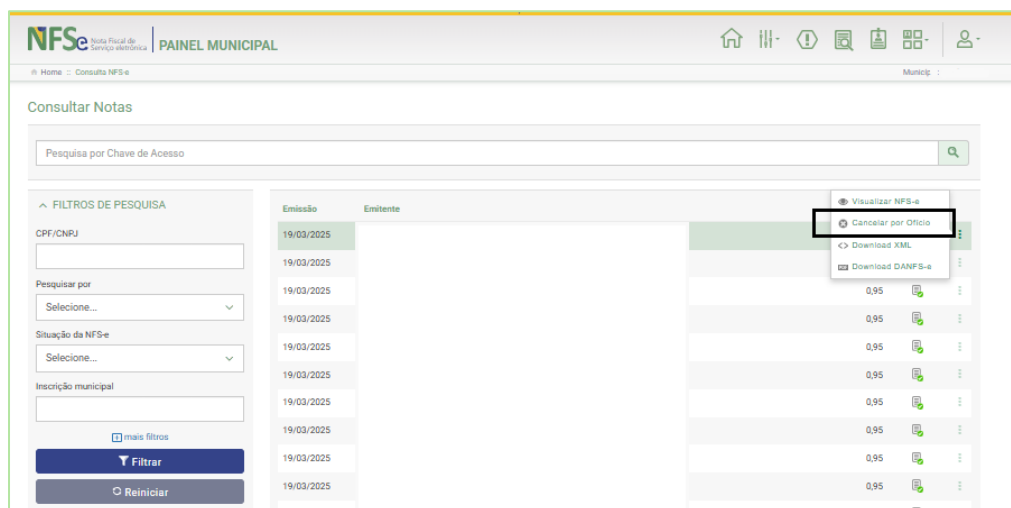 NFSe Nota Fiscal de Serviço eletrônica PAINEL MUNICIPAL
Home :: Consulta NFS-e
Municíp :
Consultar Notas
Pesquisa por Chave de Acesso
FILTROS DE PESQUISA
CPF/CNPJ
Pesquisar por
Selecione...
Situação da NFS-e
Selecione...
Inscrição municipal
mais filtros
Filtrar
Reiniciar
Emissão Emitente
Visualizar NFS-e
Cancelar por Ofício
Download XML
Download DANFS-e
19/03/2025
19/03/2025
19/03/2025 0,95
19/03/2025 0,95
19/03/2025 0,95
19/03/2025 0,95
19/03/2025 0,95
19/03/2025 0,95
19/03/2025 0,95
19/03/2025 0,95